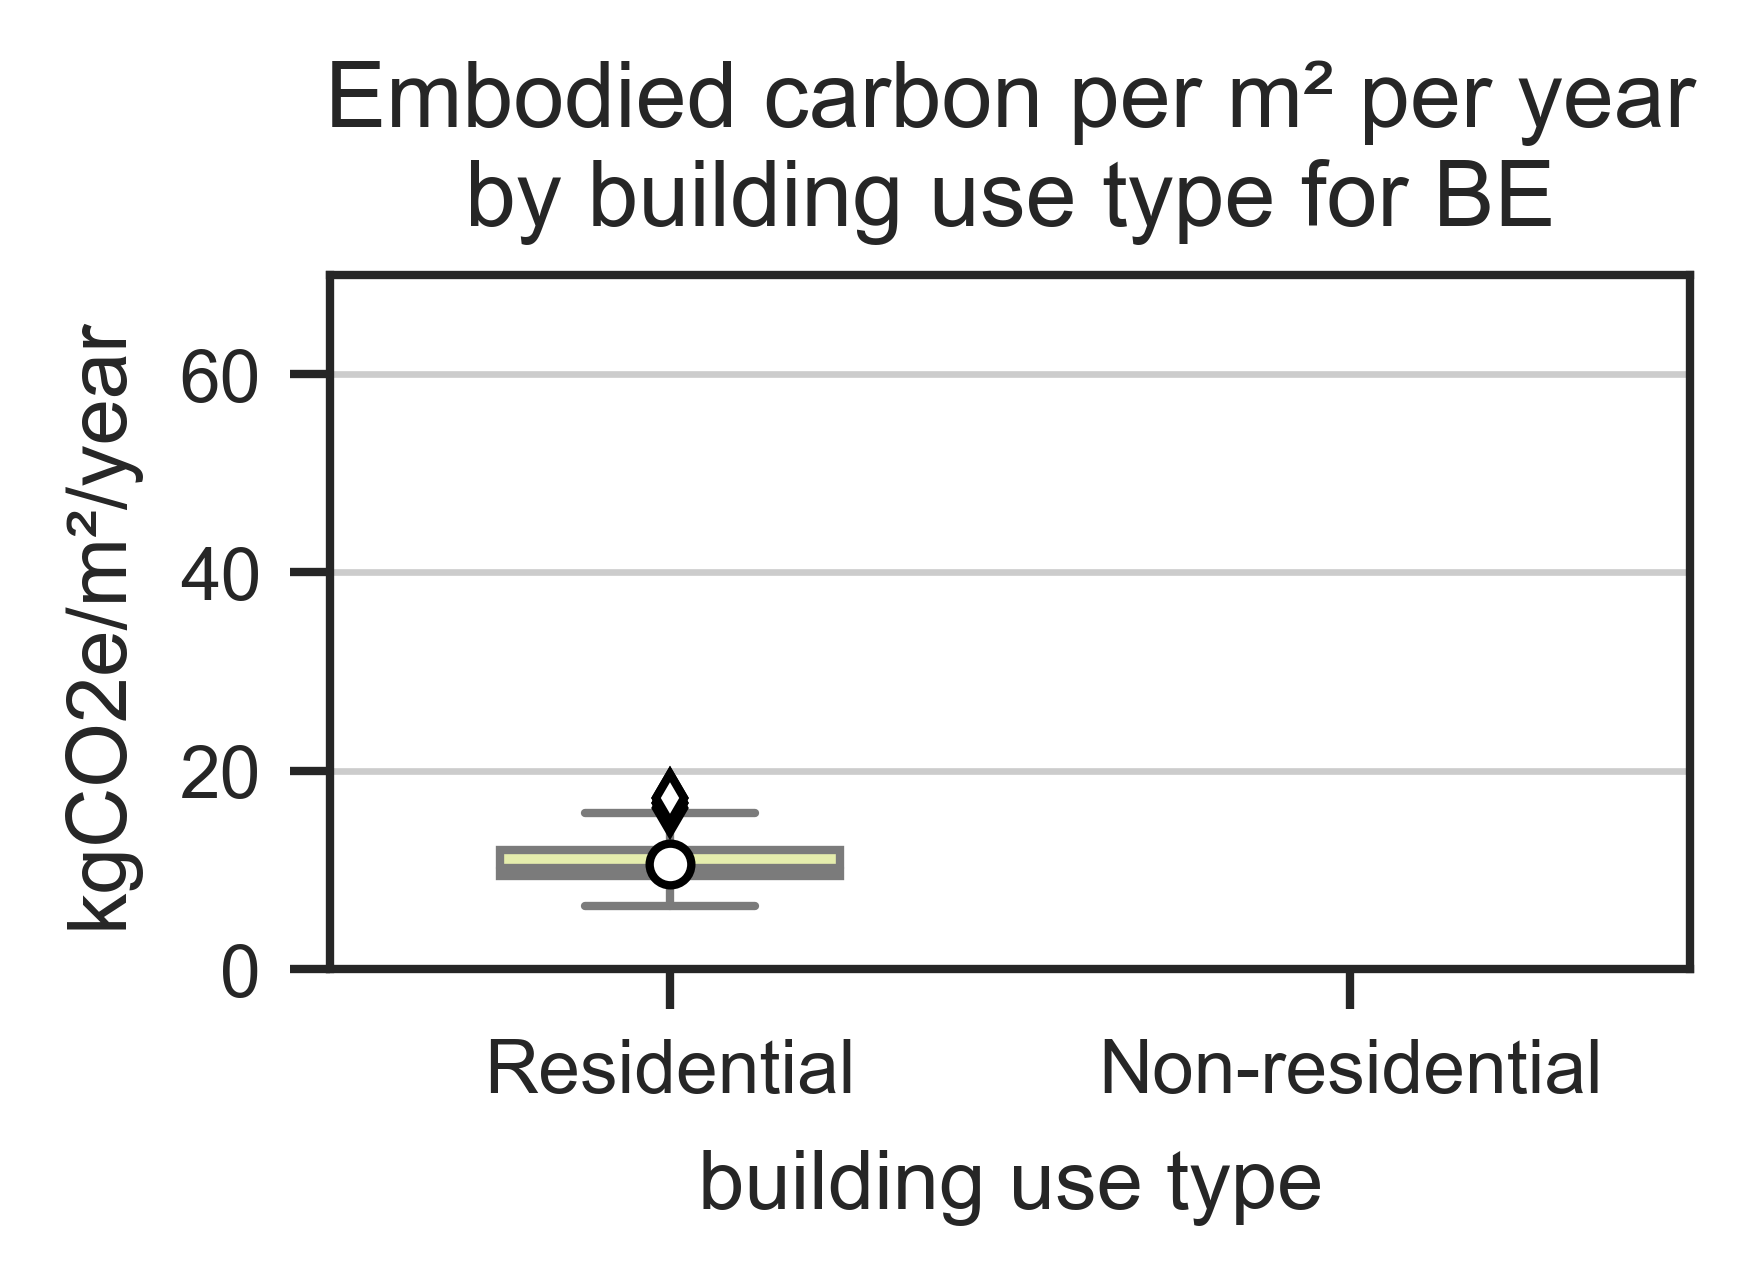 Embodied carbon per m² per year
by building use type for BE
kgCO2e/m²/year
60
40
20
0
Residential
Non-residential
building use type